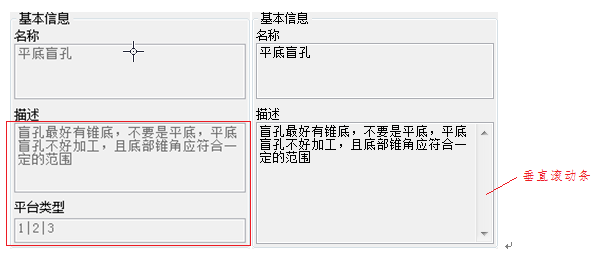 基本信息
名称
平底盲孔
描述
盲孔最好有锥底，不要是平底，平底
盲孔不好加工，且底部锥角应符合一
定的范围
平台类型
1|2|3
基本信息
名称
平底盲孔
描述
盲孔最好有锥底，不要是平底，平底
盲孔不好加工，且底部锥角应符合一
定的范围
垂直滚动条